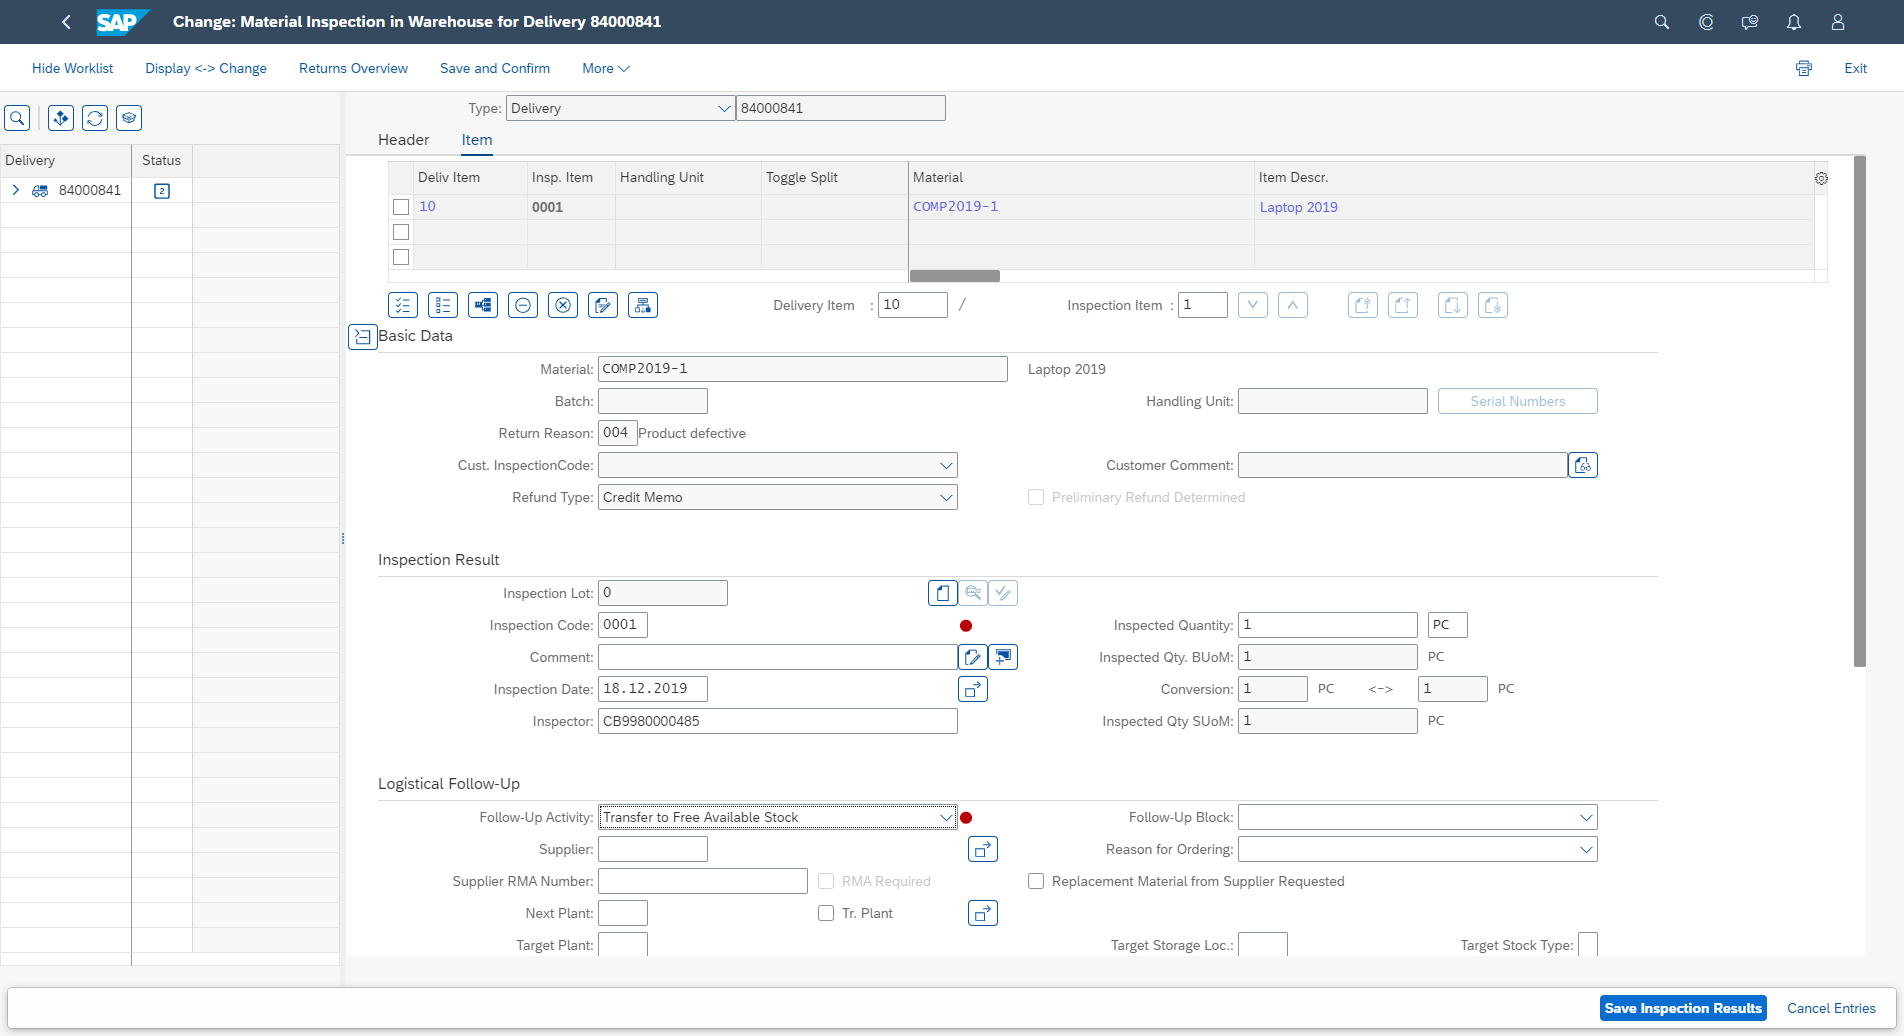 SAP Change: Material Inspection in Warehouse for Delivery 84000841
Hide Worklist Display <-> Change Returns Overview Save and Confirm More Exit
Type: Delivery 84000841
Header Item
Delivery Status
84000841 2
Deliv Item Insp. Item Handling Unit Toggle Split Material Item Descr.
10 0001 COMP2019-1 Laptop 2019
Delivery Item : 10 / Inspection Item : 1
Basic Data
Material: COMP2019-1 Laptop 2019
Batch: Handling Unit: Serial Numbers
Return Reason: 004 Product defective
Cust. InspectionCode: Customer Comment:
Refund Type: Credit Memo Preliminary Refund Determined
Inspection Result
Inspection Lot: 0
Inspection Code: 0001 Inspected Quantity: 1 PC
Comment: Inspected Qty. BUoM: 1 PC
Inspection Date: 18.12.2019 Conversion: 1 PC <-> 1 PC
Inspector: CB9980000485 Inspected Qty SUoM: 1 PC
Logistical Follow-Up
Follow-Up Activity: Transfer to Free Available Stock Follow-Up Block:
Supplier: Reason for Ordering:
Supplier RMA Number: RMA Required Replacement Material from Supplier Requested
Next Plant: Tr. Plant
Target Plant: Target Storage Loc.: Target Stock Type:
Save Inspection Results Cancel Entries